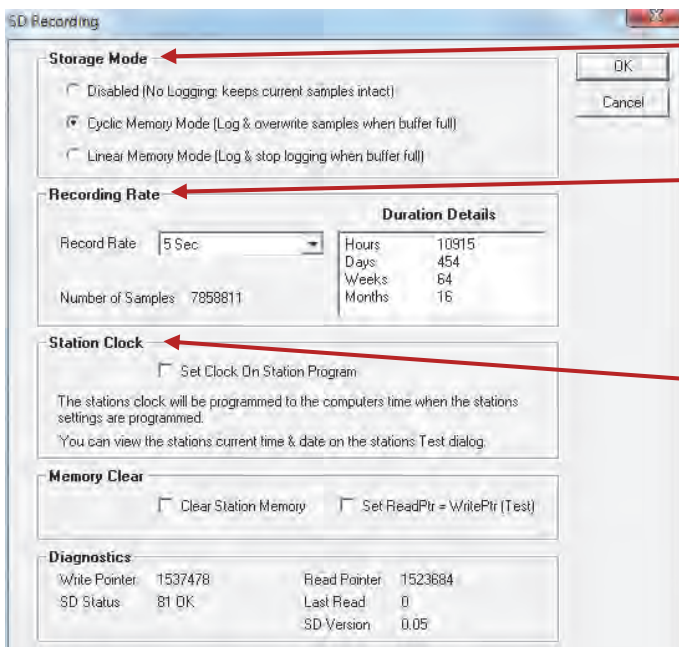 SD Recording
Storage Mode
OK
Disabled (No Logging: keeps current samples intact)
Cancel
Cyclic Memory Mode (Log & overwrite samples when buffer full)
Linear Memory Mode (Log & stop logging when buffer full)
Recording Rate
Duration Details
Record Rate 5 Sec
Hours 10915
Days 454
Weeks 64
Months 16
Number of Samples 7858811
Station Clock
Set Clock On Station Program
The stations clock will be programmed to the computers time when the stations
settings are programmed.
You can view the stations current time & date on the stations Test dialog.
Memory Clear
Clear Station Memory Set ReadPtr = WritePtr (Test)
Diagnostics
Write Pointer 1537478 Read Pointer 1523684
SD Status 81 OK Last Read 0
SD Version 0.05